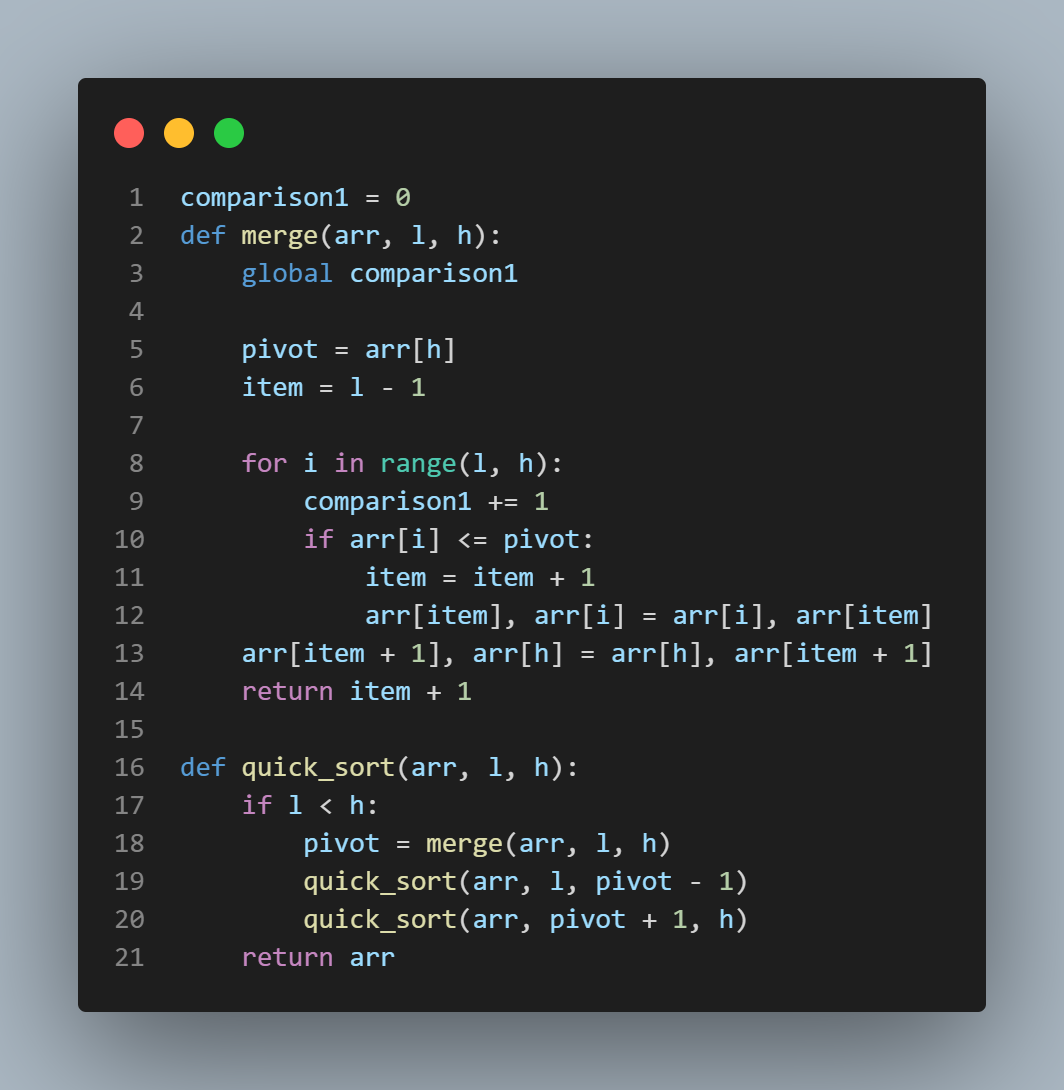 1 comparison1 = 0
2 def merge(arr, l, h):
3     global comparison1
4
5     pivot = arr[h]
6     item = l - 1
7
8     for i in range(l, h):
9         comparison1 += 1
10         if arr[i] <= pivot:
11             item = item + 1
12             arr[item], arr[i] = arr[i], arr[item]
13     arr[item + 1], arr[h] = arr[h], arr[item + 1]
14     return item + 1
15
16 def quick_sort(arr, l, h):
17     if l < h:
18         pivot = merge(arr, l, h)
19         quick_sort(arr, l, pivot - 1)
20         quick_sort(arr, pivot + 1, h)
21     return arr